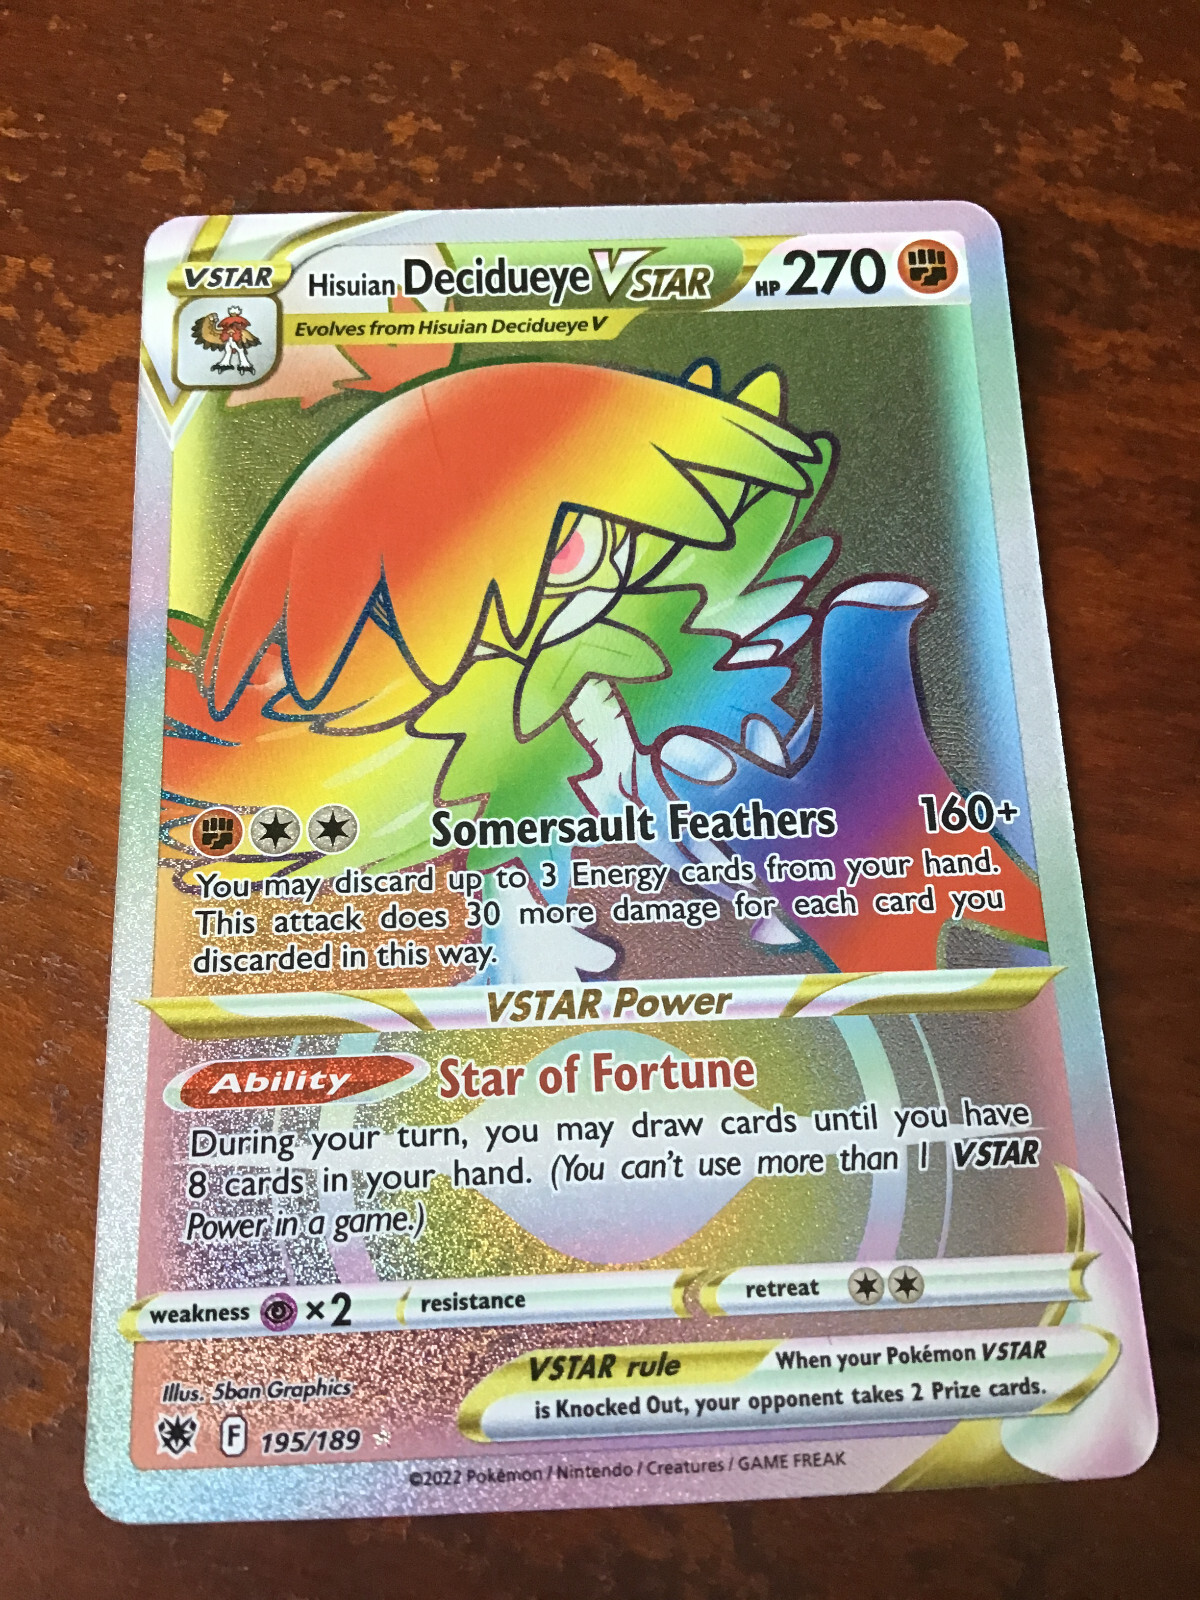 VSTAR
Hisuian Decidueye VSTAR HP 270
Evolves from Hisuian Decidueye V
Somersault Feathers 160+
You may discard up to 3 Energy cards from your hand.
This attack does 30 more damage for each card you
discarded in this way.
VSTAR Power
Ability Star of Fortune
During your turn, you may draw cards until you have
8 cards in your hand. (You can't use more than 1 VSTAR
Power in a game.)
weakness ×2 resistance retreat
VSTAR rule When your Pokémon VSTAR
is Knocked Out, your opponent takes 2 Prize cards.
Illus. 5ban Graphics
F 195/189
©2022 Pokémon / Nintendo / Creatures / GAME FREAK